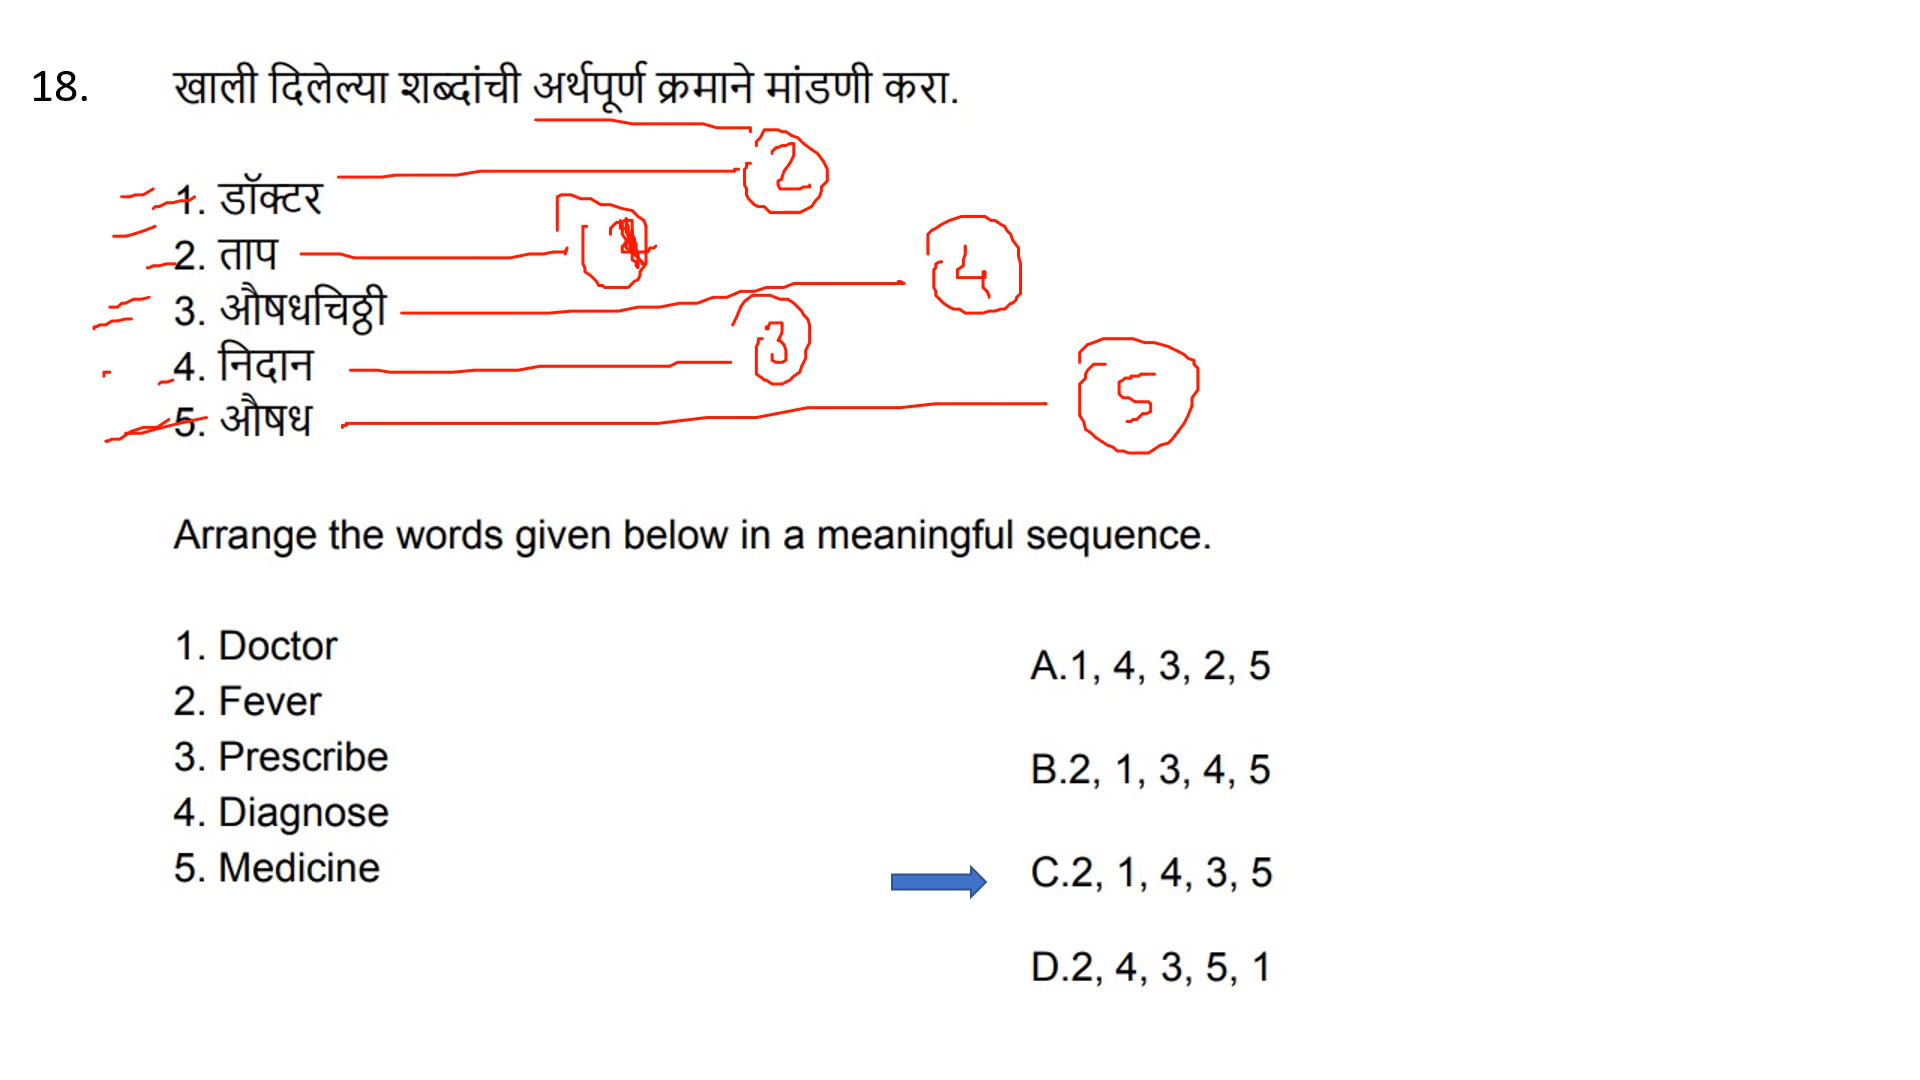 18. खाली दिलेल्या शब्दांची अर्थपूर्ण क्रमाने मांडणी करा.
1. डॉक्टर 2
2. ताप
3. औषधचिठ्ठी 4
4. निदान 3
5. औषध 5
Arrange the words given below in a meaningful sequence.
1. Doctor
2. Fever
3. Prescribe
4. Diagnose
5. Medicine
A.1, 4, 3, 2, 5
B.2, 1, 3, 4, 5
C.2, 1, 4, 3, 5
D.2, 4, 3, 5, 1